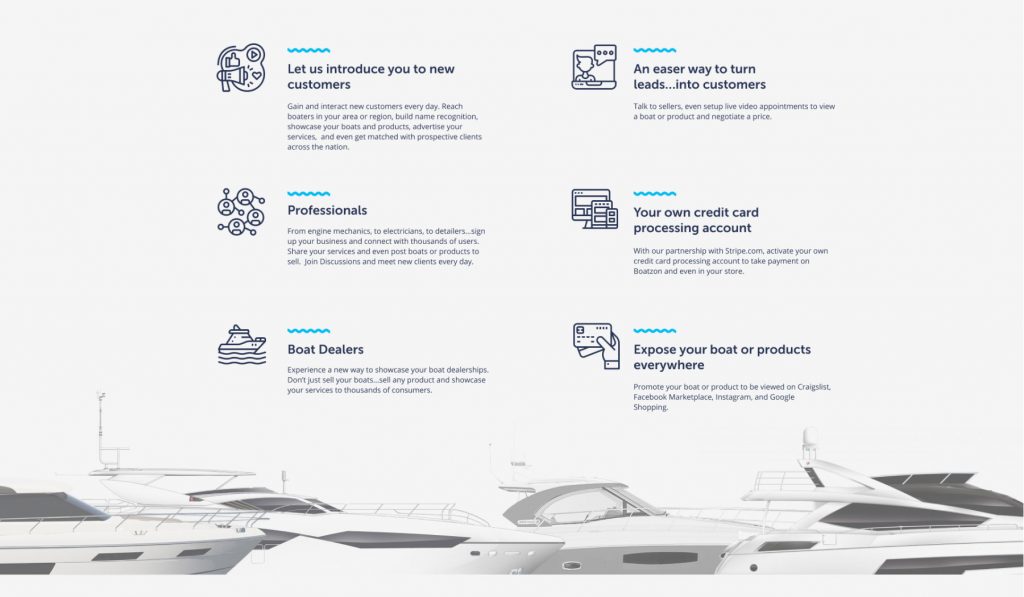 Let us introduce you to new
customers
Gain and interact new customers every day. Reach
boaters in your area or region, build name recognition,
showcase your boats and products, advertise your
services,  and even get matched with prospective clients
across the nation.
An easer way to turn
leads...into customers
Talk to sellers, even setup live video appointments to view
a boat or product and negotiate a price.
Professionals
From engine mechanics, to electricians, to detailers...sign
up your business and connect with thousands of users.
Share your services and even post boats or products to
sell.  Join Discussions and meet new clients every day.
Your own credit card
processing account
With our partnership with Stripe.com, activate your own
credit card processing account to take payment on
Boatzon and even in your store.
Boat Dealers
Experience a new way to showcase your boat dealerships.
Don't just sell your boats...sell any product and showcase
your services to thousands of consumers.
Expose your boat or products
everywhere
Promote your boat or product to be viewed on Craigslist,
Facebook Marketplace, Instagram, and Google
Shopping.